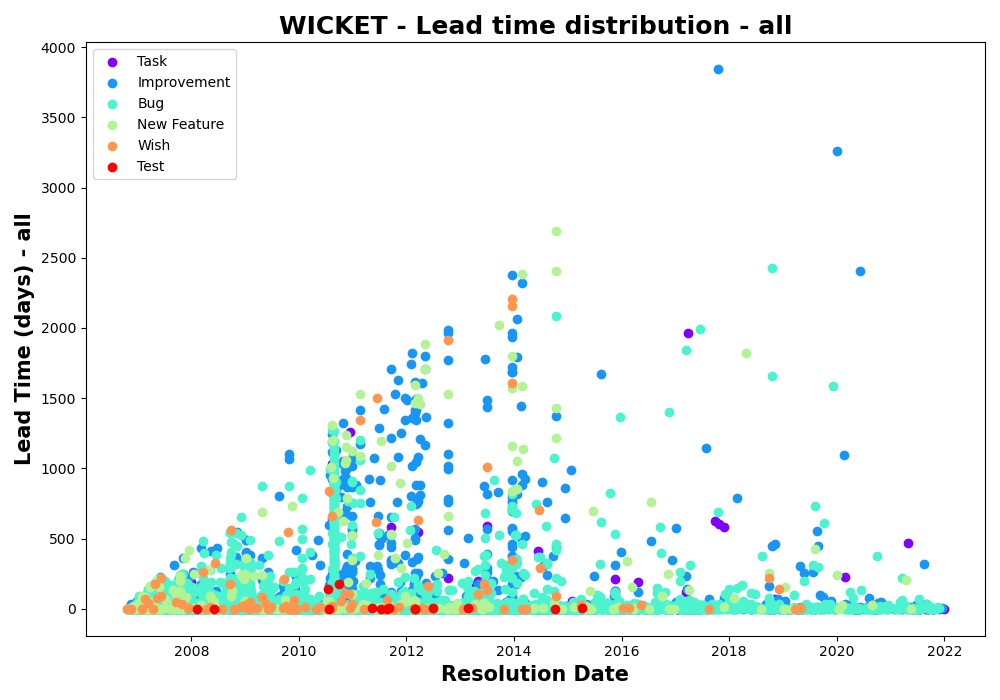 WICKET - Lead time distribution - all
Lead Time (days) - all
4000
3500
3000
2500
2000
1500
1000
500
0
Task
Improvement
Bug
New Feature
Wish
Test
2008
2010
2012
2014
2016
2018
2020
2022
Resolution Date